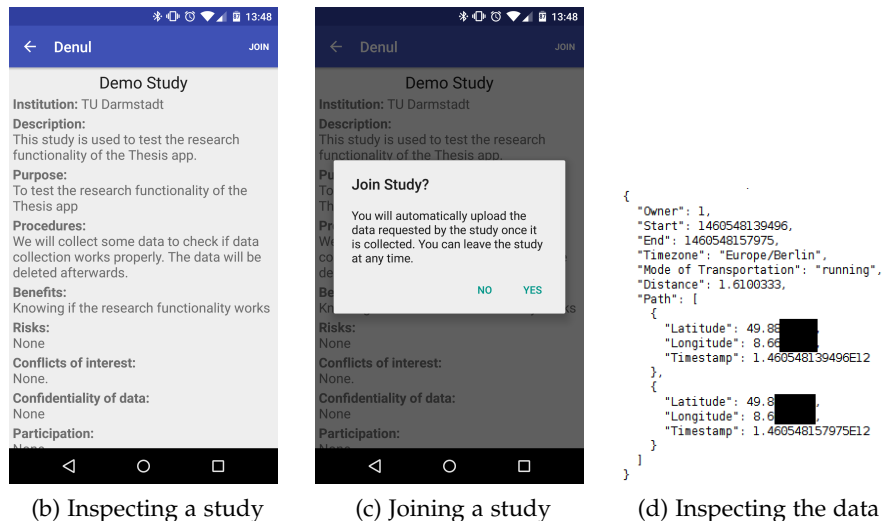 13:48
Denul
JOIN
Demo Study
Institution: TU Darmstadt
Description:
This study is used to test the research
functionality of the Thesis app.
Purpose:
To test the research functionality of the
Thesis app
Procedures:
We will collect some data to check if data
collection works properly. The data will be
deleted afterwards.
Benefits:
Knowing if the research functionality works
Risks:
None
Conflicts of interest:
None.
Confidentiality of data:
None
Participation:
(b) Inspecting a study
13:48
Denul
JOIN
Demo Study
Institution: TU Darmstadt
Description:
This study is used to test the research
functionality of the Thesis app.
Join Study?
You will automatically upload the
data requested by the study once it
is collected. You can leave the study
at any time.
NO YES
Risks:
None
Conflicts of interest:
None.
Confidentiality of data:
None
Participation:
(c) Joining a study
{
"Owner": 1,
"Start": 1460548139496,
"End": 1460548157975,
"Timezone": "Europe/Berlin",
"Mode of Transportation": "running",
"Distance": 1.6100333,
"Path": [
{
"Latitude": 49.88
"Longitude": 8.66
"Timestamp": 1.460548139496E12
},
{
"Latitude": 49.8
"Longitude": 8.6
"Timestamp": 1.460548157975E12
}
]
}
(d) Inspecting the data